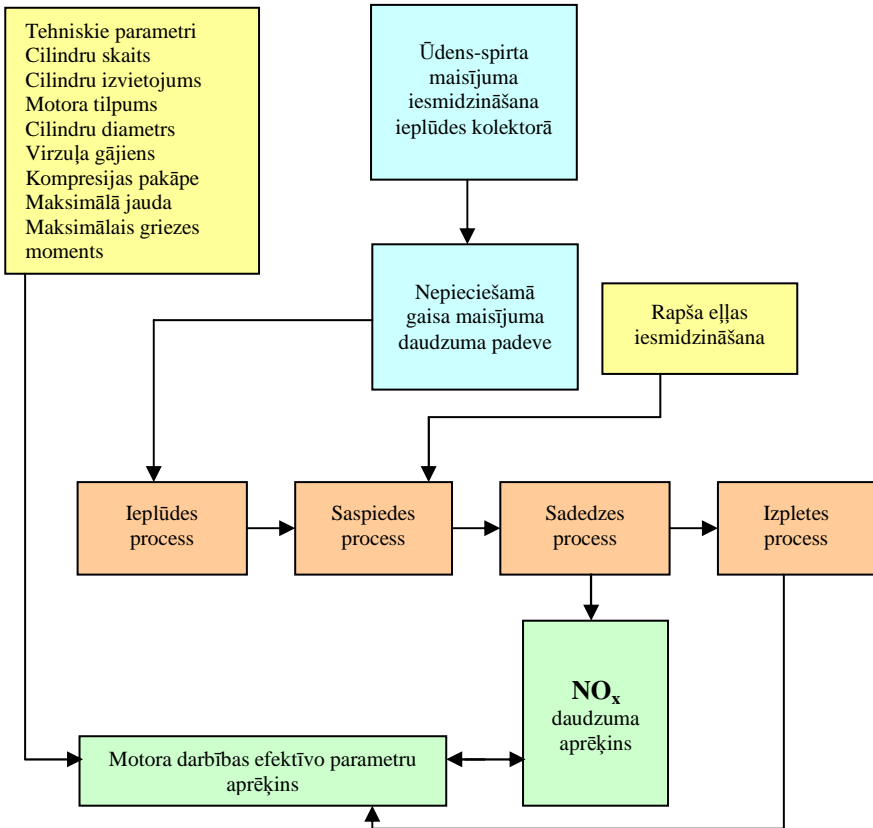 Tehniskie parametri
Cilindru skaits
Cilindru izvietojums
Motora tilpums
Cilindru diametrs
Virzuļa gājiens
Kompresijas pakāpe
Maksimālā jauda
Maksimālais griezes
moments
Ūdens-spirta
maisījuma
iesmidzināšana
ieplūdes kolektorā
Nepieciešamā
gaisa maisījuma
daudzuma padeve
Rapša eļļas
iesmidzināšana
Ieplūdes
process
Saspiedes
process
Sadedzes
process
Izpletes
process
NOx
daudzuma
aprēķins
Motora darbības efektīvo parametru
aprēķins